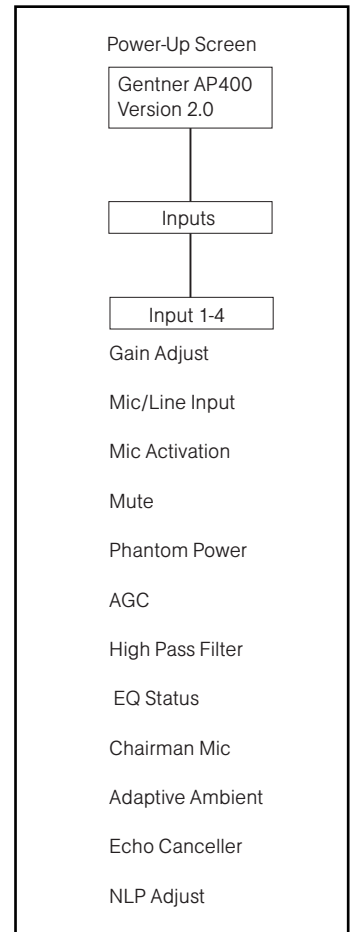 Power-Up Screen
Gentner AP400
Version 2.0
Inputs
Input 1-4
Gain Adjust
Mic/Line Input
Mic Activation
Mute
Phantom Power
AGC
High Pass Filter
EQ Status
Chairman Mic
Adaptive Ambient
Echo Canceller
NLP Adjust